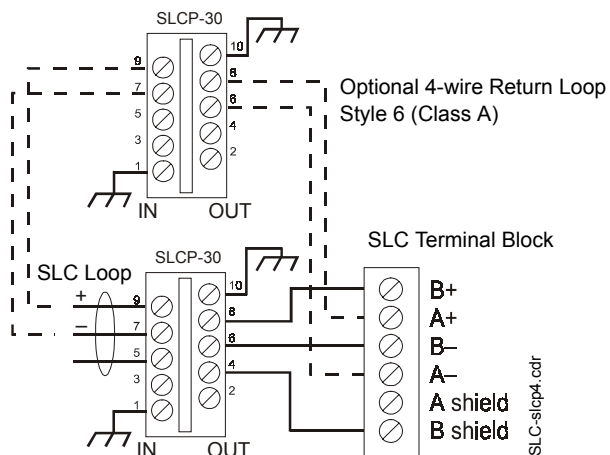 SLCP-30
10
9
8
7
6
5
4
3
2
1
IN OUT
Optional 4-wire Return Loop
Style 6 (Class A)
SLC Terminal Block
SLCP-30
SLC Loop
+
–
10
9
8
7
6
5
4
3
2
1
IN OUT
B+
A+
B–
A–
A shield
B shield
SLC-slcp4.cdr